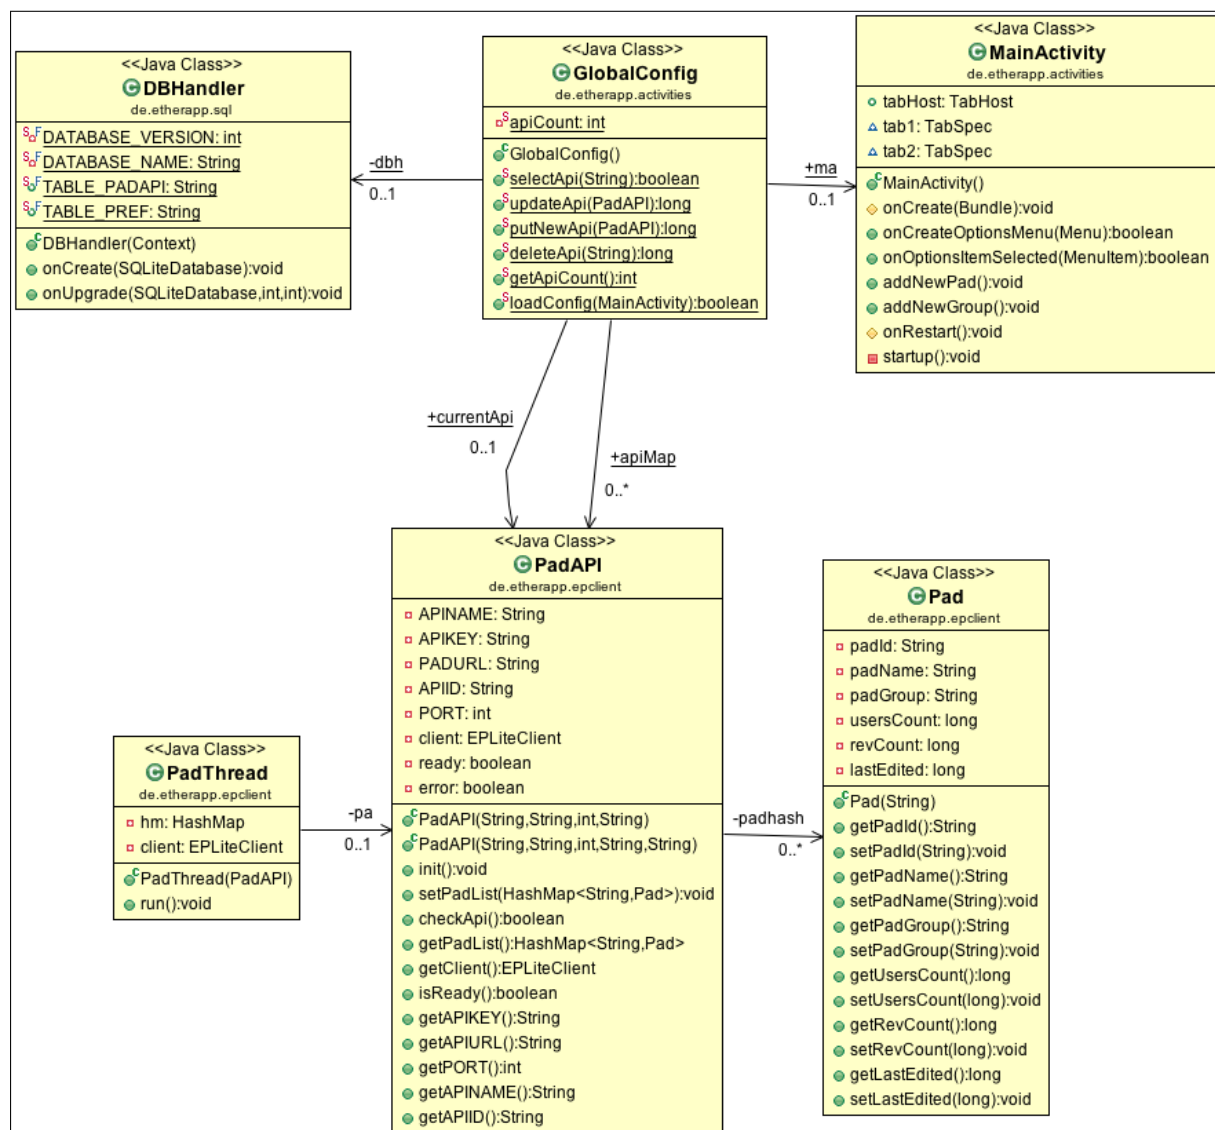 <<Java Class>>
DBHandler
de.etherapp.sql
DATABASE_VERSION: int
DATABASE_NAME: String
TABLE_PADAPI: String
TABLE_PREF: String
DBHandler(Context)
onCreate(SQLiteDatabase):void
onUpgrade(SQLiteDatabase,int,int):void
-dbh
0..1
<<Java Class>>
GlobalConfig
de.etherapp.activities
apiCount: int
GlobalConfig()
selectApi(String):boolean
updateApi(PadAPI):long
putNewApi(PadAPI):long
deleteApi(String):long
getApiCount():int
loadConfig(MainActivity):boolean
+ma
0..1
<<Java Class>>
MainActivity
de.etherapp.activities
tabHost: TabHost
tab1: TabSpec
tab2: TabSpec
MainActivity()
onCreate(Bundle):void
onCreateOptionsMenu(Menu):boolean
onOptionsItemSelected(MenuItem):boolean
addNewPad():void
addNewGroup():void
onRestart():void
startup():void
+currentApi
0..1
+apiMap
0..*
<<Java Class>>
PadThread
de.etherapp.epclient
hm: HashMap
client: EPLiteClient
PadThread(PadAPI)
run():void
-pa
0..1
<<Java Class>>
PadAPI
de.etherapp.epclient
APINAME: String
APIKEY: String
PADURL: String
APIID: String
PORT: int
client: EPLiteClient
ready: boolean
error: boolean
PadAPI(String,String,int,String)
PadAPI(String,String,int,String,String)
init():void
setPadList(HashMap<String,Pad>):void
checkApi():boolean
getPadList():HashMap<String,Pad>
getClient():EPLiteClient
isReady():boolean
getAPIKEY():String
getAPIURL():String
getPORT():int
getAPINAME():String
getAPIID():String
-padhash
0..*
<<Java Class>>
Pad
de.etherapp.epclient
padId: String
padName: String
padGroup: String
usersCount: long
revCount: long
lastEdited: long
Pad(String)
getPadId():String
setPadId(String):void
getPadName():String
setPadName(String):void
getPadGroup():String
setPadGroup(String):void
getUsersCount():long
setUsersCount(long):void
getRevCount():long
setRevCount(long):void
getLastEdited():long
setLastEdited(long):void